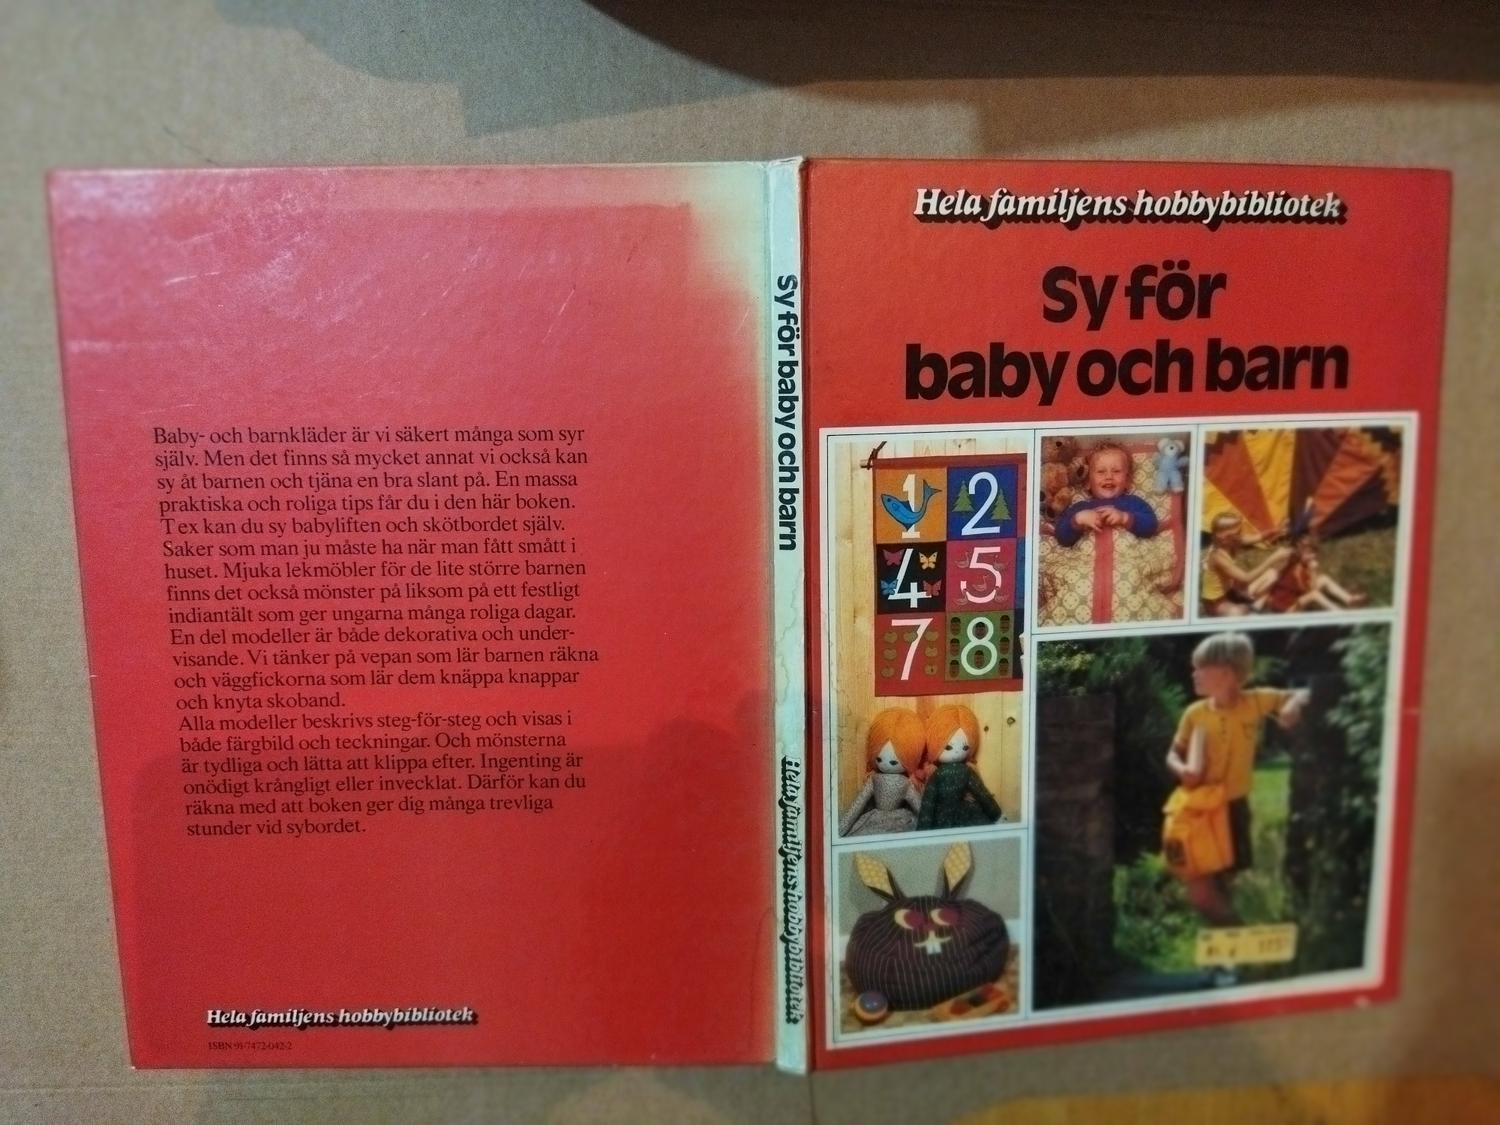 Baby- och barnkläder är vi säkert många som syr
själv. Men det finns så mycket annat vi också kan
sy åt barnen och tjäna en bra slant på. En massa
praktiska och roliga tips får du i den här boken.
T ex kan du sy babyliften och skötbordet själv.
Saker som man ju måste ha när man fått smått i
huset. Mjuka lekmöbler för de lite större barnen
finns det också mönster på liksom på ett festligt
indiantält som ger ungarna många roliga dagar.
En del modeller är både dekorativa och under-
visande. Vi tänker på vepan som lär barnen räkna
och väggfickorna som lär dem knäppa knappar
och knyta skoband.
Alla modeller beskrivs steg-för-steg och visas i
både färgbild och teckningar. Och mönsterna
är tydliga och lätta att klippa efter. Ingenting är
onödigt krångligt eller invecklat. Därför kan du
räkna med att boken ger dig många trevliga
stunder vid sybordet.
Hela familjens hobbybibliotek
ISBN 91-7472-042-2
Sy för baby och barn
Hela familjens hobbybibliotek
Hela familjens hobbybibliotek
Sy för
baby och barn
1 2
4 5
7 8